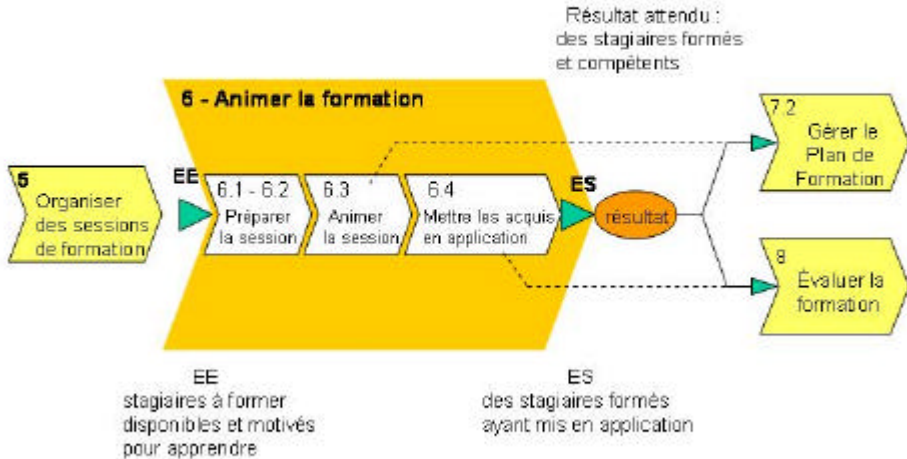 Résultat attendu :
des stagiaires formés
et compétents
6 - Animer la formation
7.2
Gérer le
Plan de
Formation
5
Organiser
des sessions
de formation
EE
6.1 - 6.2
Préparer
la session
6.3
Animer
la session
6.4
Mettre les acquis
en application
ES
résultat
8
Évaluer la
formation
EE
stagiaires à former
disponibles et motivés
pour apprendre
ES
des stagiaires formés
ayant mis en application